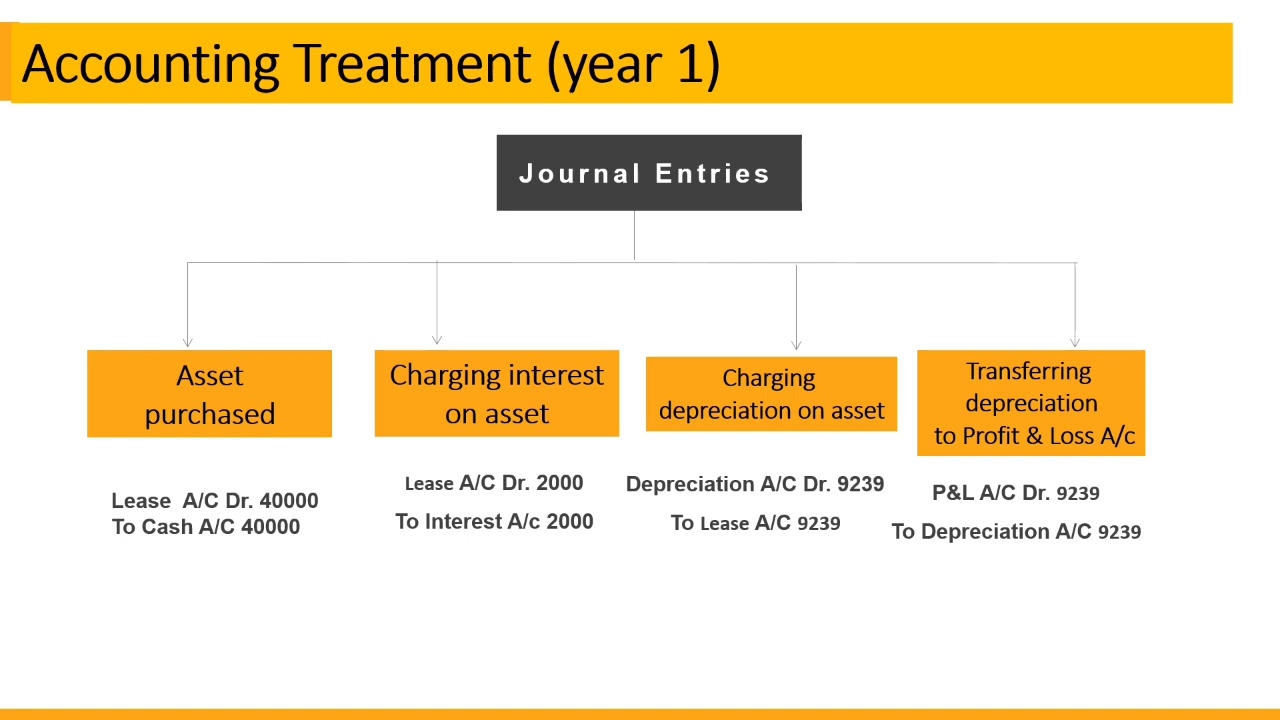 Accounting Treatment (year 1)
Journal Entries
Asset
purchased
Lease A/C Dr. 40000
To Cash A/C 40000
Charging interest
on asset
Lease A/C Dr. 2000
To Interest A/c 2000
Charging
depreciation on asset
Depreciation A/C Dr. 9239
To Lease A/C 9239
Transferring
depreciation
to Profit & Loss A/c
P&L A/C Dr. 9239
To Depreciation A/C 9239